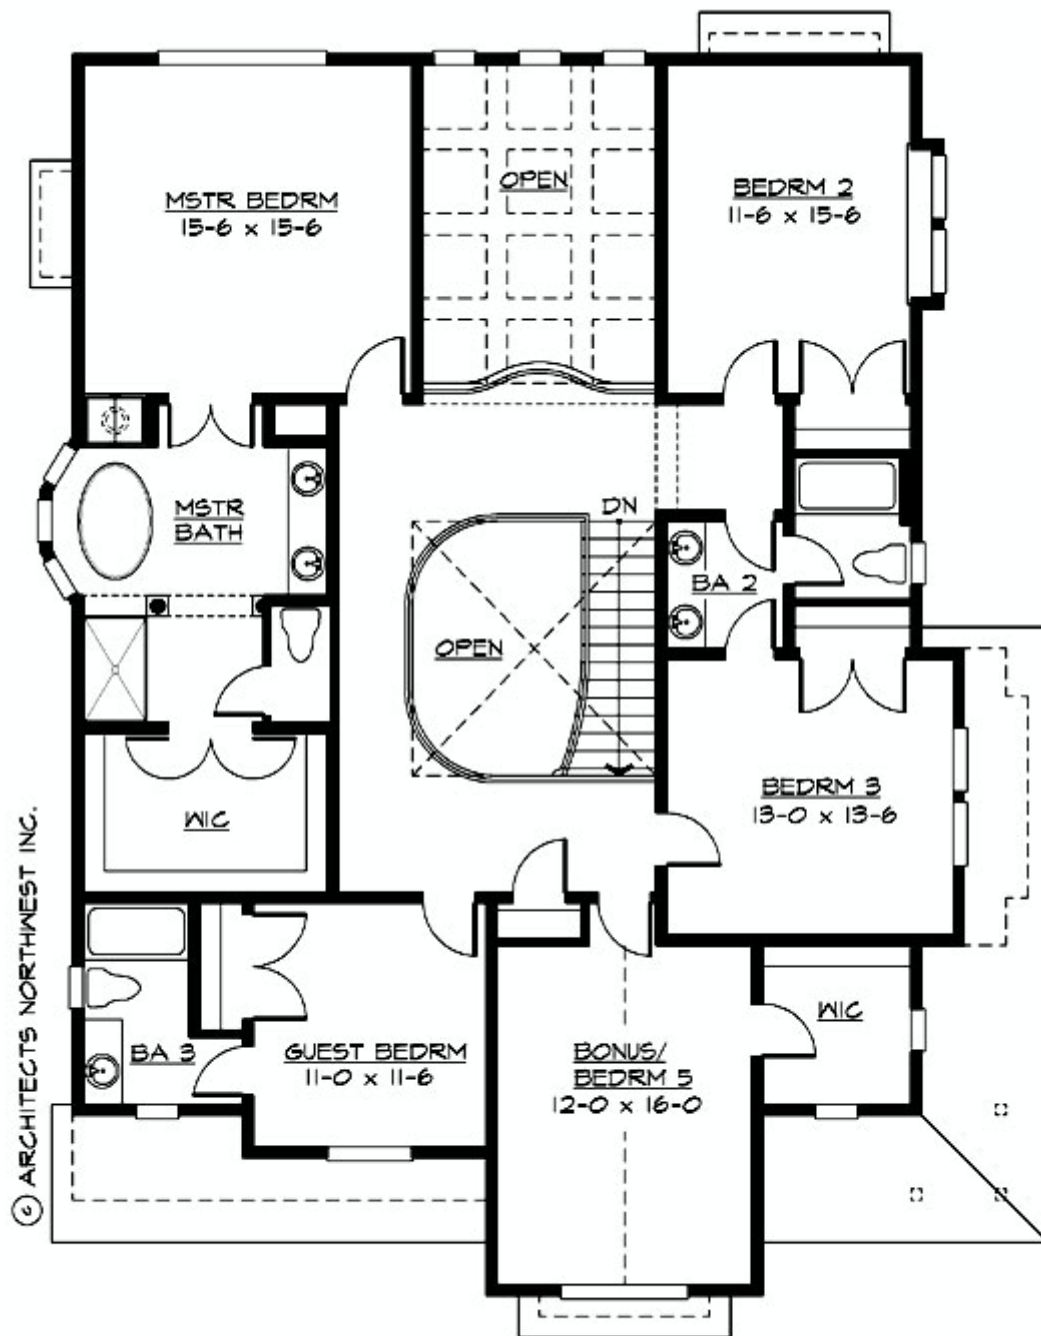 MSTR BEDRM
15-6 x 15-6
OPEN
BEDRM 2
11-6 x 15-6
MSTR
BATH
DN
BA 2
OPEN
BEDRM 3
13-0 x 13-6
WIC
BA 3
GUEST BEDRM
11-0 x 11-6
BONUS/
BEDRM 5
12-0 x 16-0
WIC
© ARCHITECTS NORTHWEST INC.